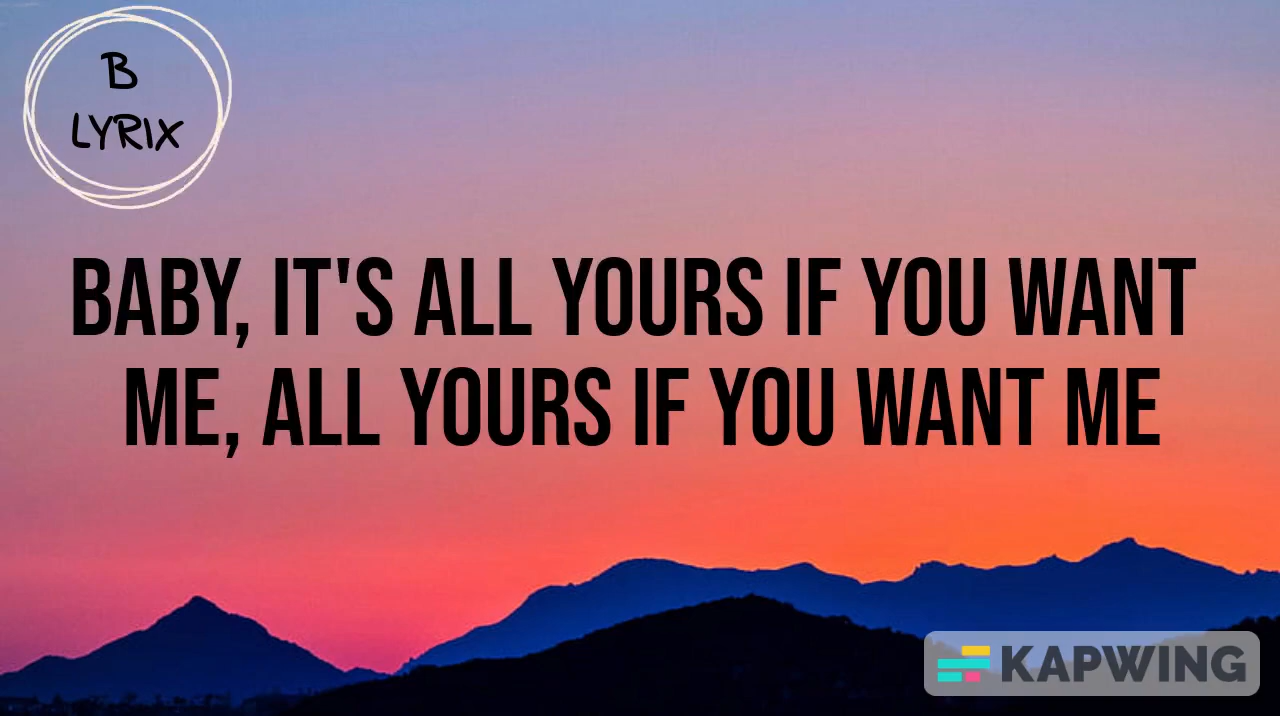 B
LYRIX
BABY, IT'S ALL YOURS IF YOU WANT
ME, ALL YOURS IF YOU WANT ME
KAPWING